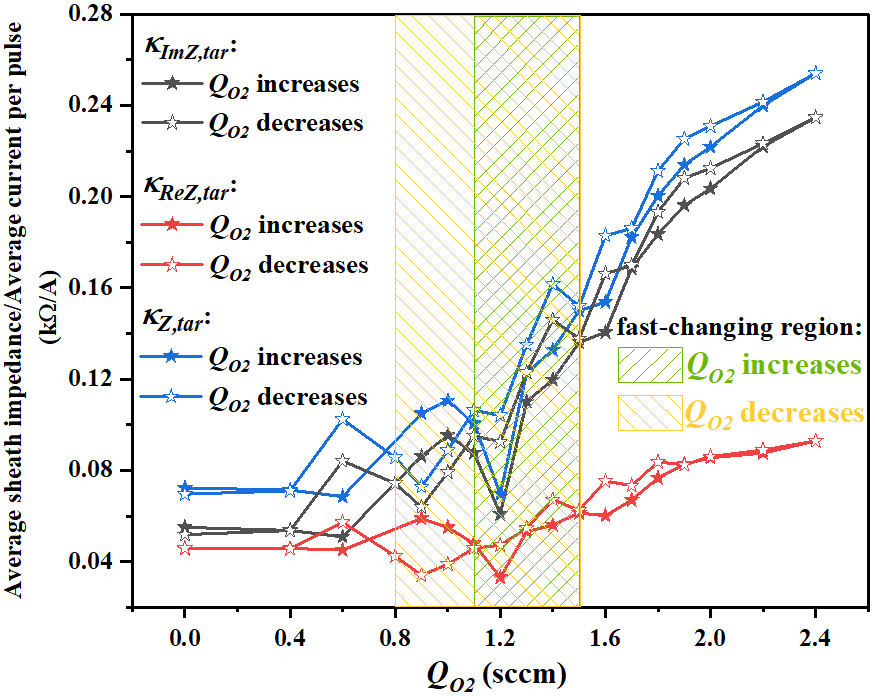 Average sheath impedance/Average current per pulse
(kΩ/A)
0.28
0.24
0.20
0.16
0.12
0.08
0.04
κImZ,tar:
QO2 increases
QO2 decreases
κReZ,tar:
QO2 increases
QO2 decreases
κZ,tar:
QO2 increases
QO2 decreases
fast-changing region:
QO2 increases
QO2 decreases
0.0 0.4 0.8 1.2 1.6 2.0 2.4
QO2 (sccm)